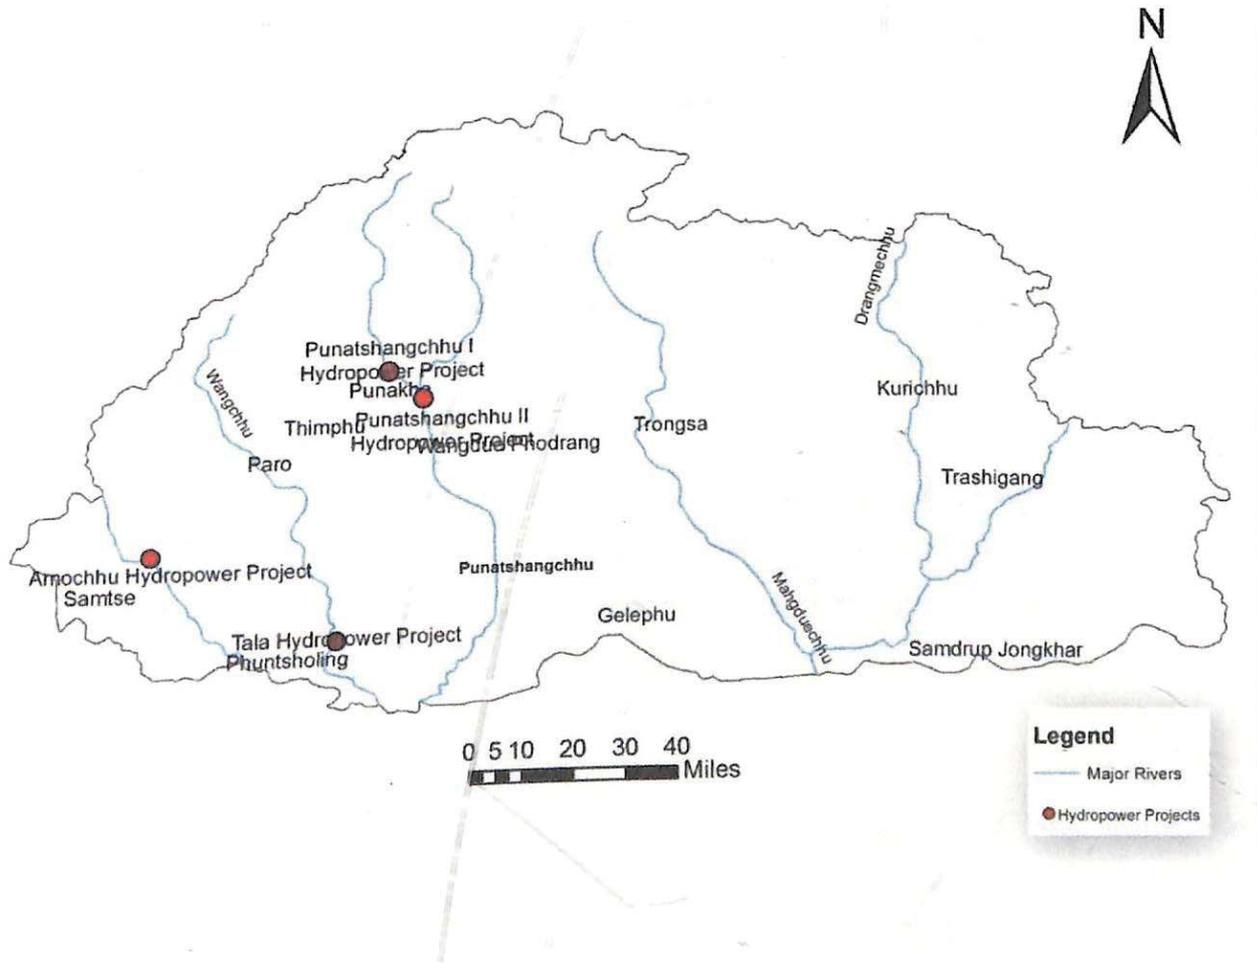 N
Drangmechhu
Punatshangchhu I
Hydropower Project
Punakha
Wangchhu
Kurichhu
Punatshangchhu II
Thimphu
Hydropower Project
Wangdue Phodrang
Trongsa
Paro
Trashigang
Punatshangchhu
Amochhu Hydropower Project
Samtse
Mahgduechhu
Gelephu
Tala Hydropower Project
Phuntsholing
Samdrup Jongkhar
0 5 10 20 30 40
Miles
Legend
Major Rivers
Hydropower Projects